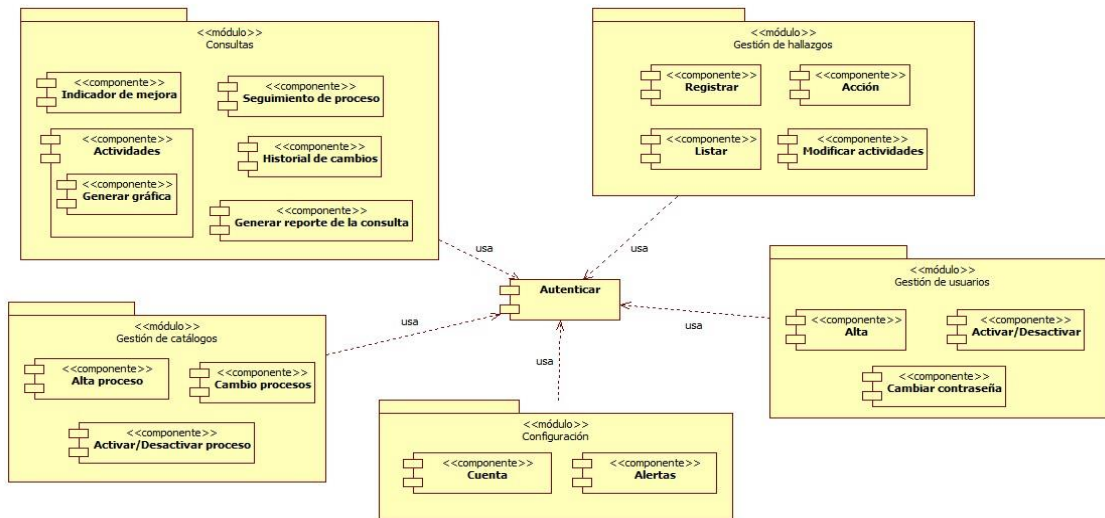 <<módulo>>
Consultas
<<componente>>
Indicador de mejora
<<componente>>
Seguimiento de proceso
<<componente>>
Actividades
<<componente>>
Generar gráfica
<<componente>>
Historial de cambios
<<componente>>
Generar reporte de la consulta
<<módulo>>
Gestión de hallazgos
<<componente>>
Registrar
<<componente>>
Acción
<<componente>>
Listar
<<componente>>
Modificar actividades
usa
usa
Autenticar
<<módulo>>
Gestión de usuarios
<<componente>>
Alta
<<componente>>
Activar/Desactivar
<<componente>>
Cambiar contraseña
usa
usa
usa
<<módulo>>
Gestión de catálogos
<<componente>>
Alta proceso
<<componente>>
Cambio procesos
<<componente>>
Activar/Desactivar proceso
<<módulo>>
Configuración
<<componente>>
Cuenta
<<componente>>
Alertas